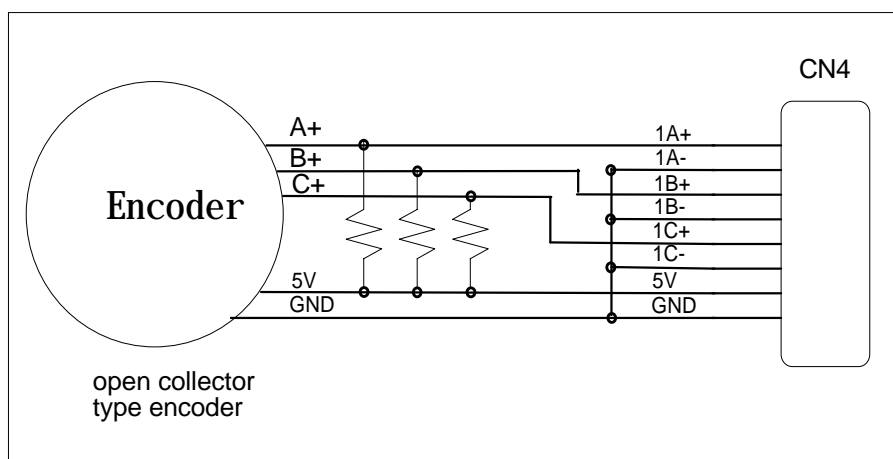 CN4
A+
1A+
1A-
B+
1B+
C+
1B-
Encoder
1C+
1C-
5V
5V
GND
GND
open collector
type encoder